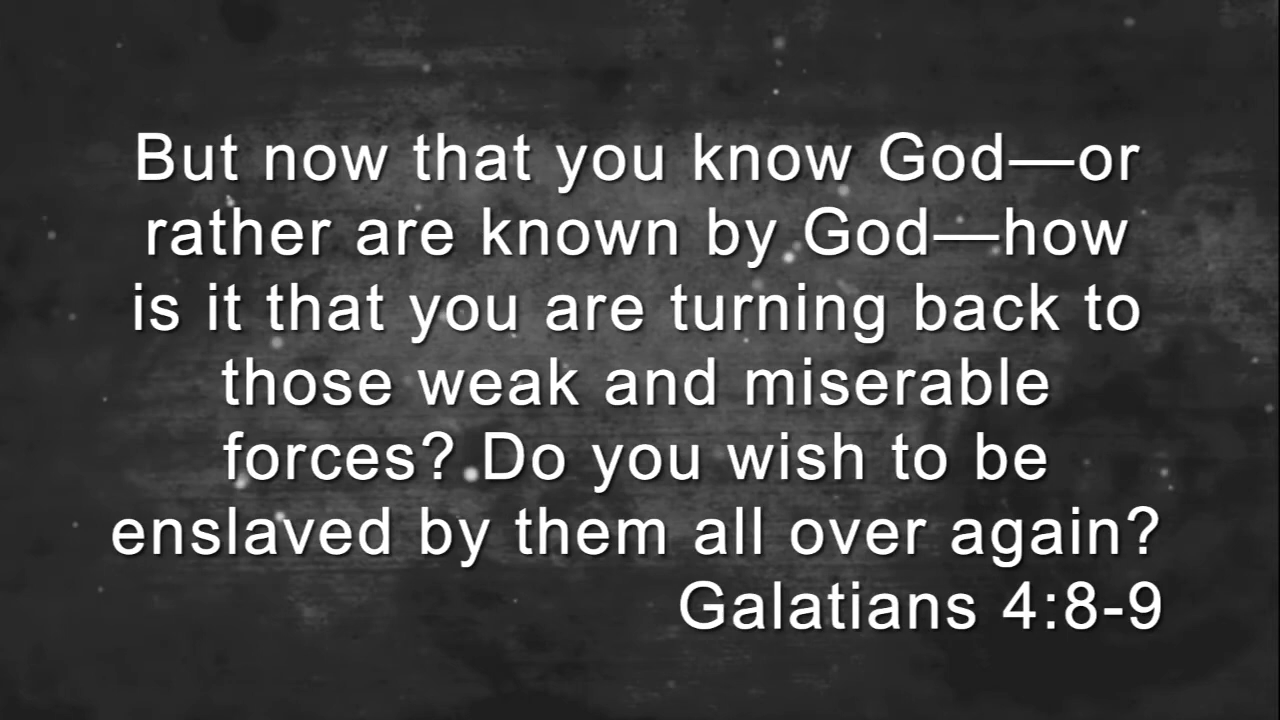 But now that you know God—or
rather are known by God—how
is it that you are turning back to
those weak and miserable
forces? Do you wish to be
enslaved by them all over again?
Galatians 4:8-9